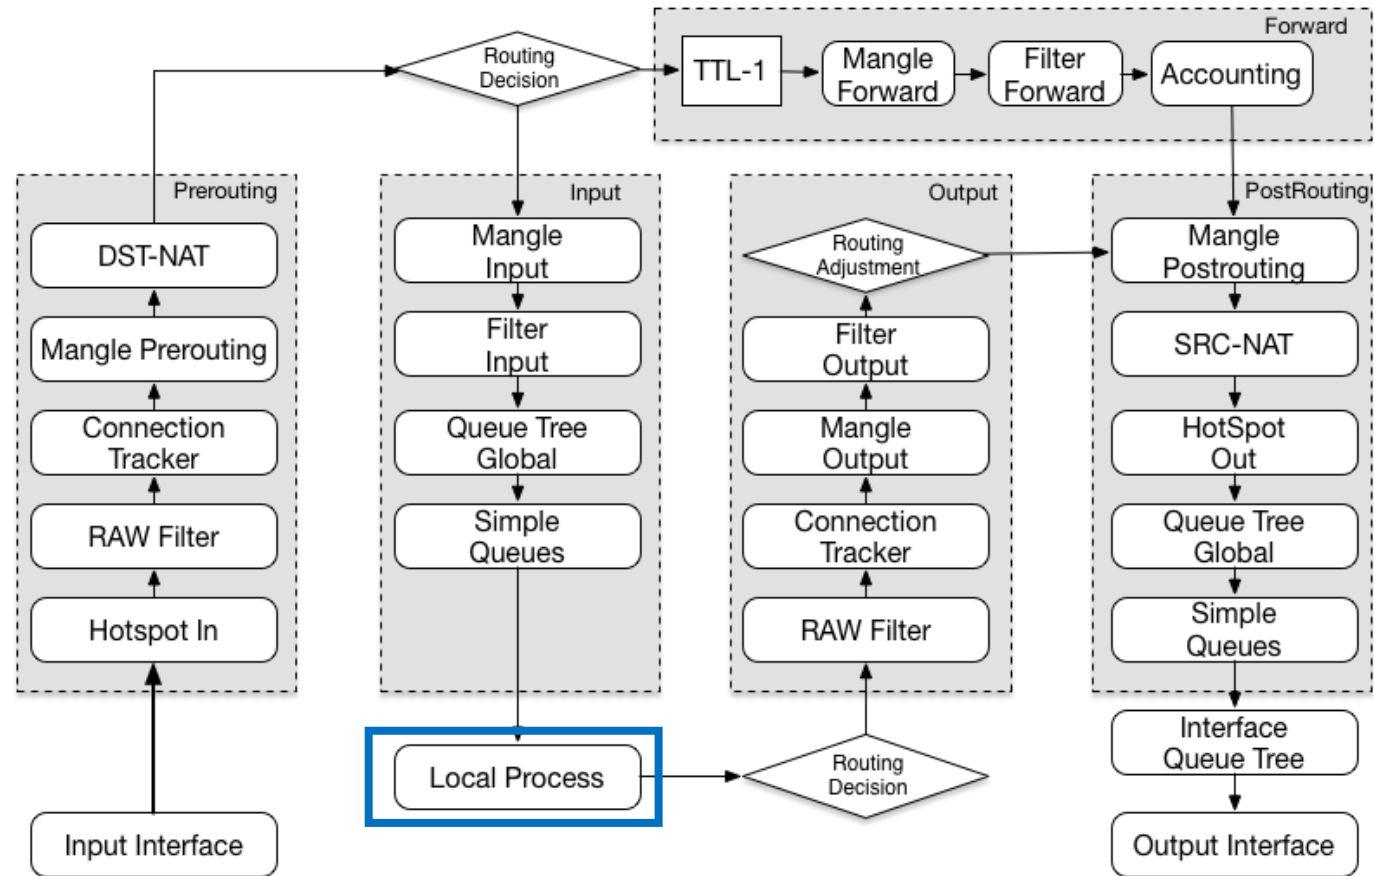 Forward
Routing
Decision
TTL-1
Mangle
Forward
Filter
Forward
Accounting
Prerouting
DST-NAT
Mangle Prerouting
Connection
Tracker
RAW Filter
Hotspot In
Input Interface
Input
Mangle
Input
Filter
Input
Queue Tree
Global
Simple
Queues
Local Process
Output
Routing
Adjustment
Filter
Output
Mangle
Output
Connection
Tracker
RAW Filter
Routing
Decision
PostRouting
Mangle
Postrouting
SRC-NAT
HotSpot
Out
Queue Tree
Global
Simple
Queues
Interface
Queue Tree
Output Interface